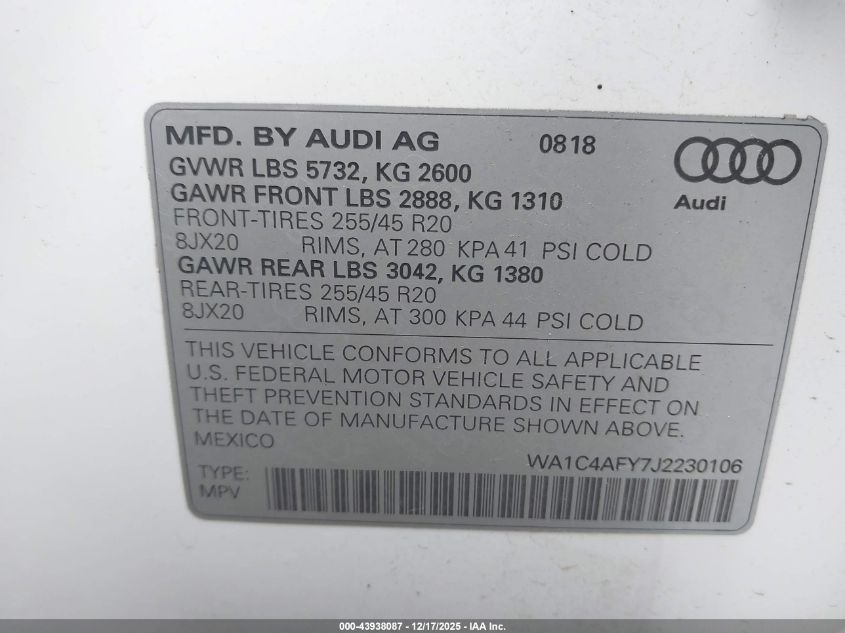 MFD. BY AUDI AG 0818
GVWR LBS 5732, KG 2600
GAWR FRONT LBS 2888, KG 1310
Audi
FRONT-TIRES 255/45 R20
8JX20 RIMS, AT 280 KPA 41 PSI COLD
GAWR REAR LBS 3042, KG 1380
REAR-TIRES 255/45 R20
8JX20 RIMS, AT 300 KPA 44 PSI COLD
THIS VEHICLE CONFORMS TO ALL APPLICABLE
U.S. FEDERAL MOTOR VEHICLE SAFETY AND
THEFT PREVENTION STANDARDS IN EFFECT ON
THE DATE OF MANUFACTURE SHOWN ABOVE.
MEXICO
WA1C4AFY7J2230106
TYPE:
MPV
000-43938087 - 12/17/2025 - IAA Inc.